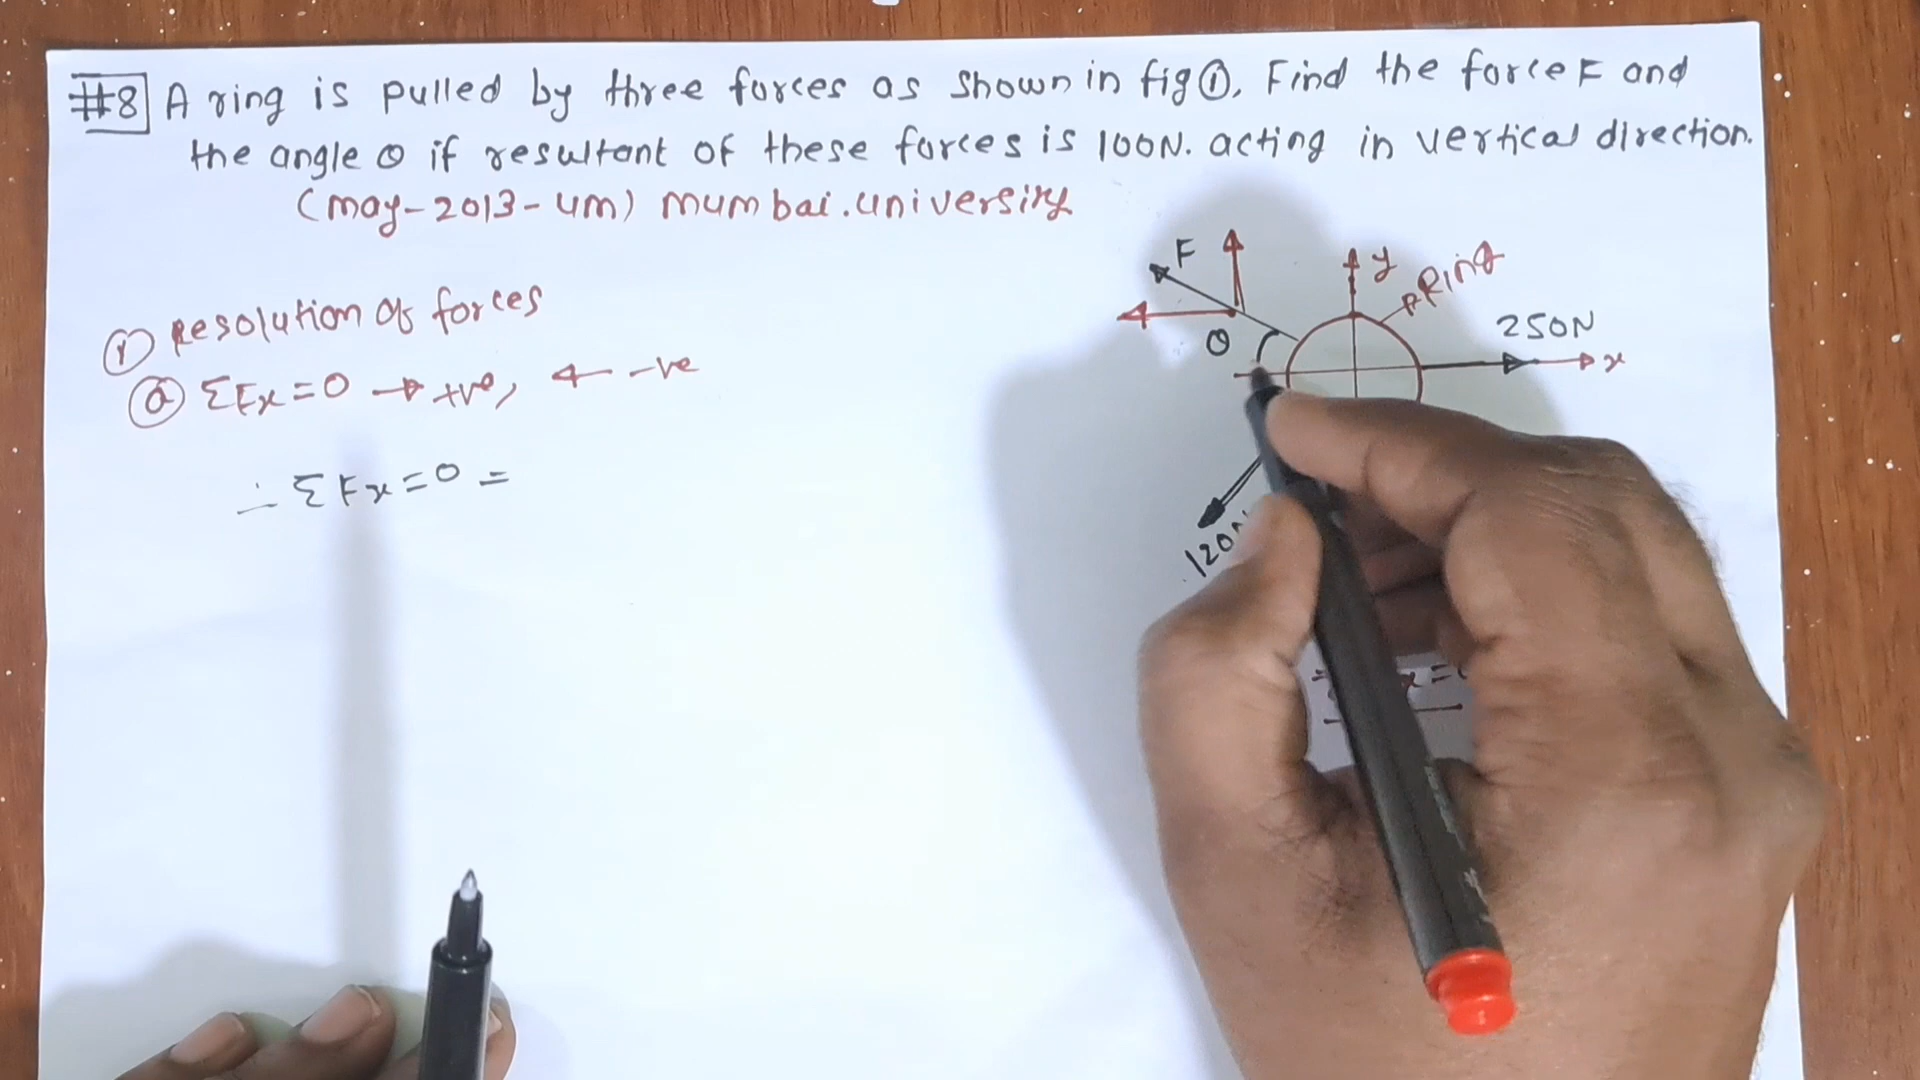 #8 A ring is pulled by three forces as shown in fig①. Find the force F and
the angle θ if resultant of these forces is 100N. acting in vertical direction.
(may-2013-4m) mumbai.university
① Resolution of forces
ⓐ ΣFx=0 → +ve, ← -ve
∴ ΣFx=0 =
F
y
RING
θ
250N
x
120N